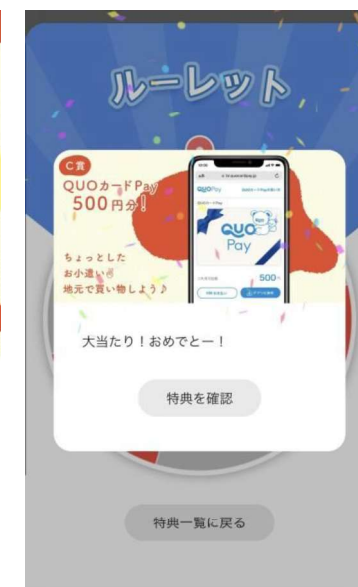 ルーレット
C賞
QUOカードPay
500円分!
ちょっとした
お小遣い
地元で買い物しよう♪
QUOPay
QUO
Pay
500
大当たり!おめでとー!
特典を確認
特典一覧に戻る